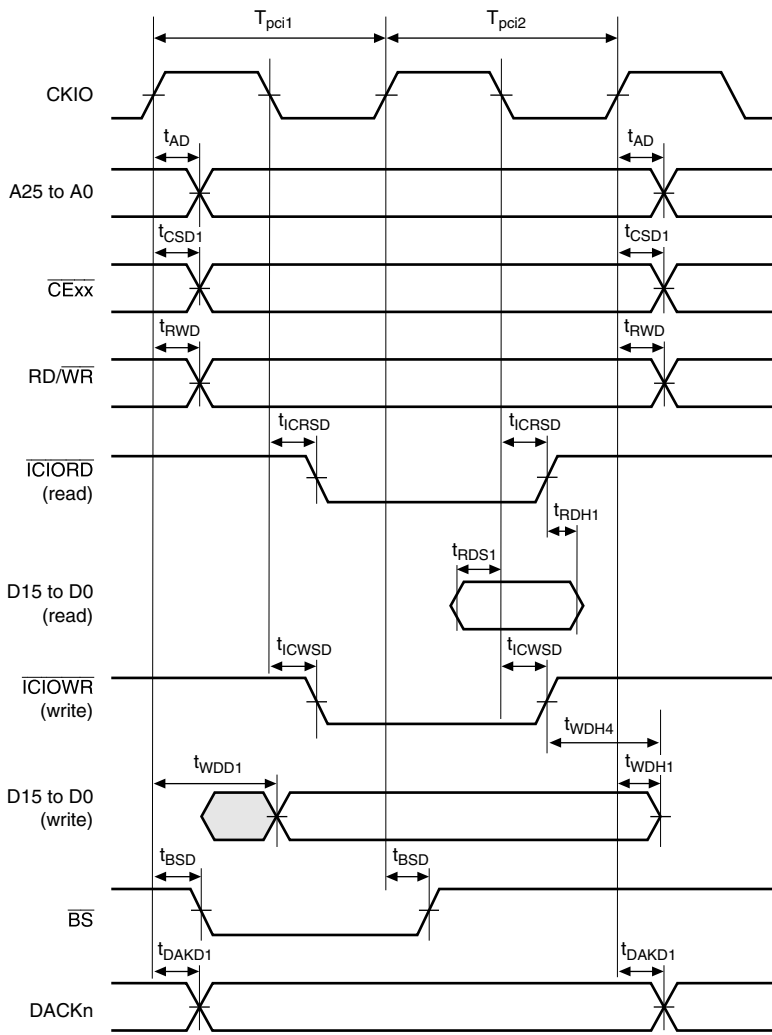 Tpci1 Tpci2
CKIO
tAD tAD
A25 to A0
tCSD1 tCSD1
CExx
tRWD tRWD
RD/WR
tICRSD tICRSD
ICIORD
(read)
tRDH1
tRDS1
D15 to D0
(read)
tICWSD tICWSD
ICIOWR
(write)
tWDH4
tWDD1 tWDH1
D15 to D0
(write)
tBSD tBSD
BS
tDAKD1 tDAKD1
DACKn